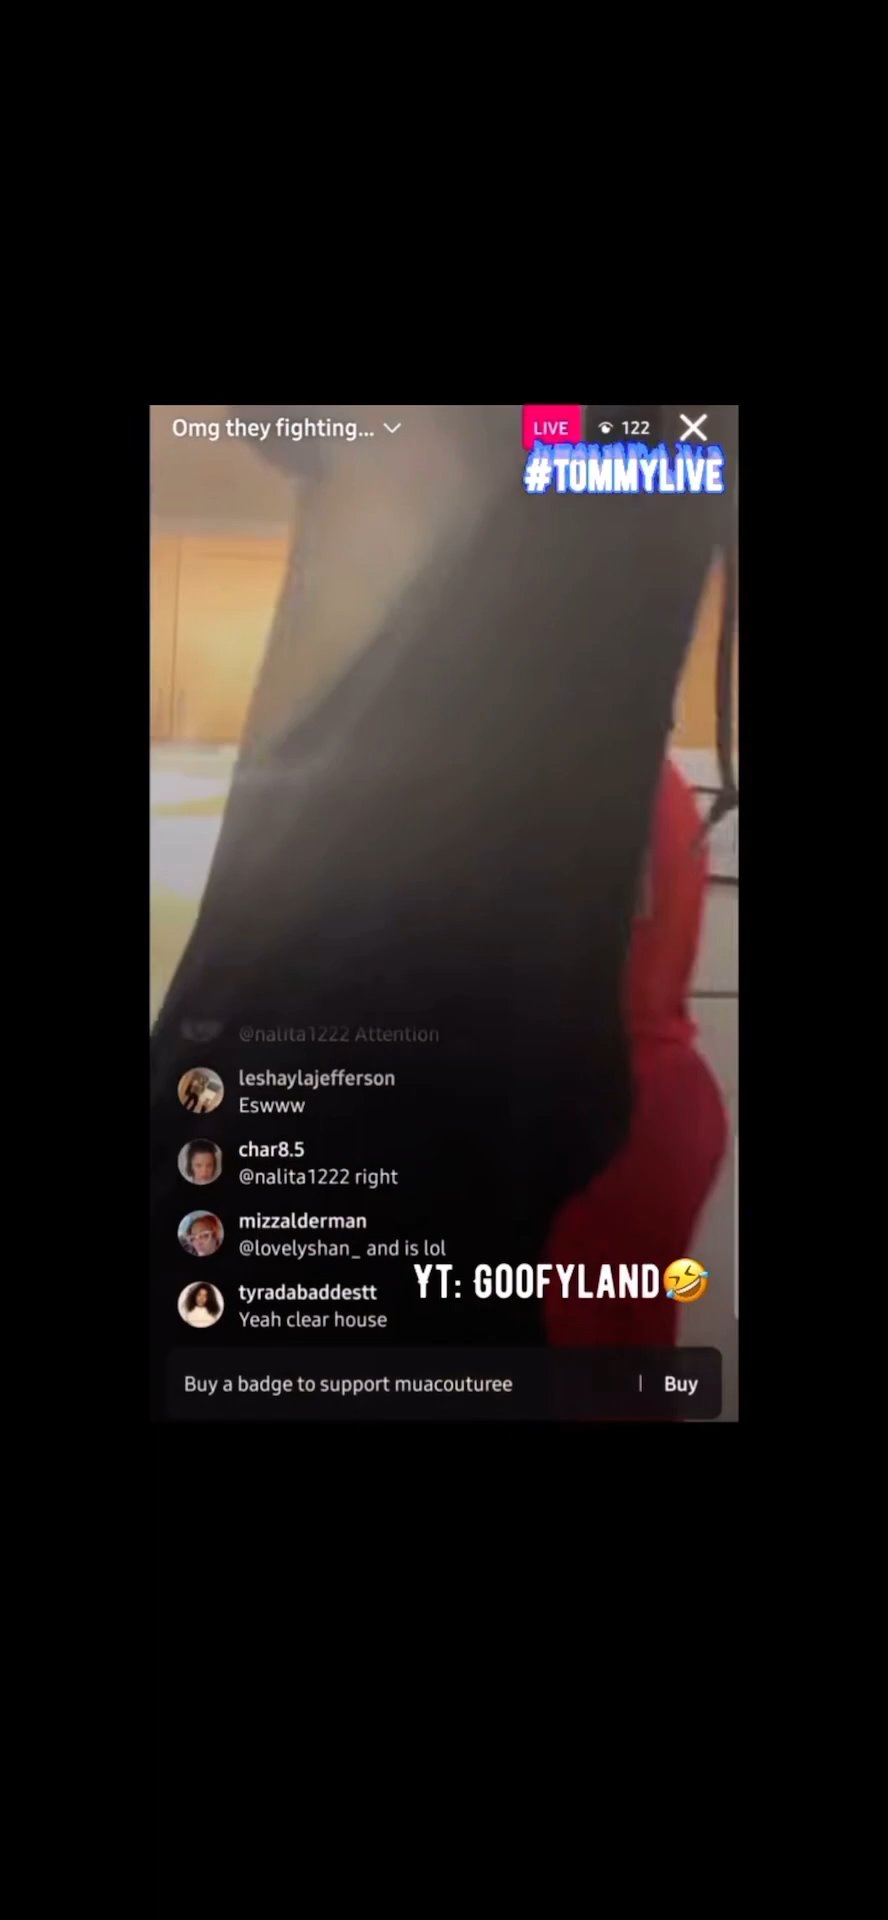 Omg they fighting...
LIVE
122
#TOMMYLIVE
@nalita1222 Attention
leshaylajefferson
Eswww
char8.5
@nalita1222 right
mizzalderman
@lovelyshan_ and is lol
YT: GOOFYLAND🤣
tyradabaddestt
Yeah clear house
Buy a badge to support muacouturee | Buy